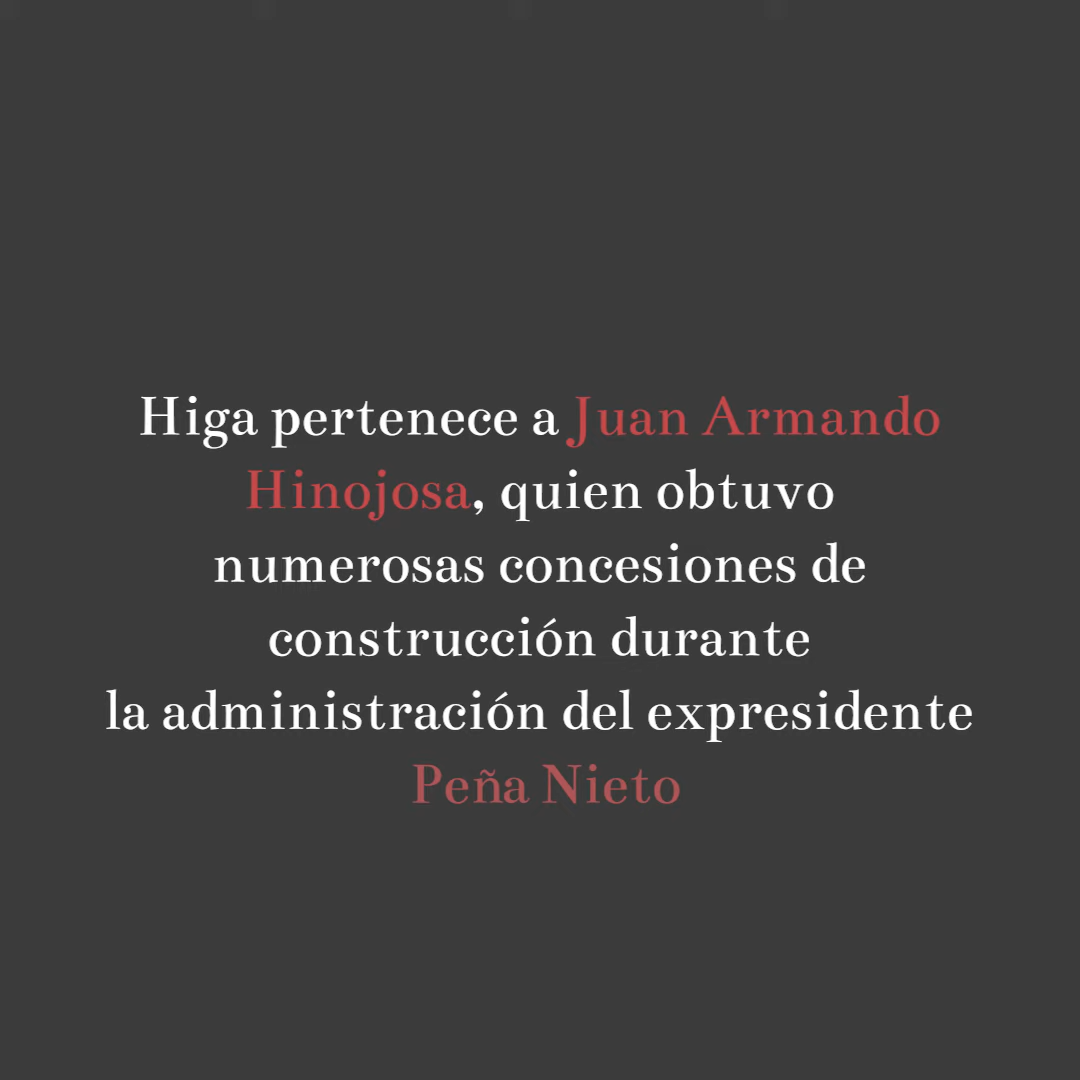 Higa pertenece a Juan Armando
Hinojosa, quien obtuvo
numerosas concesiones de
construcción durante
la administración del expresidente
Peña Nieto